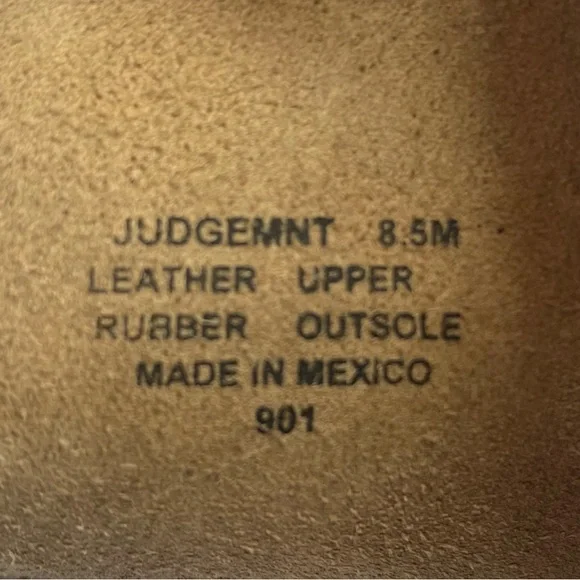 JUDGEMNT 8.5M
LEATHER UPPER
RUBBER OUTSOLE
MADE IN MEXICO
901